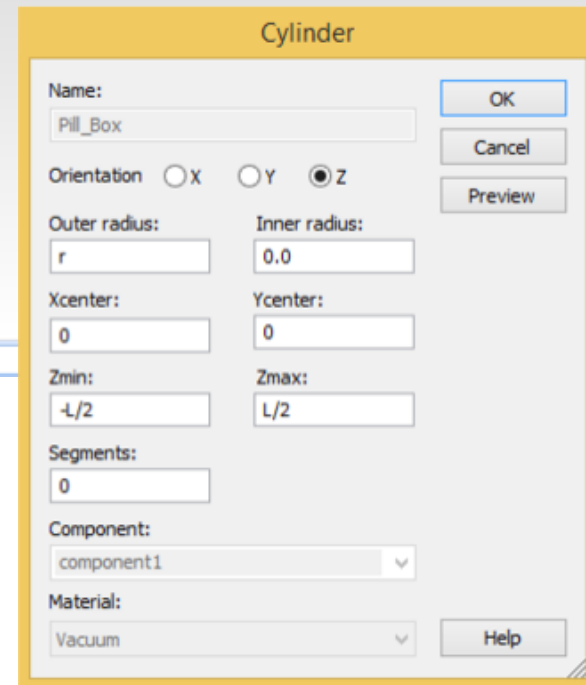 Cylinder
Name:
OK
Pill_Box
Cancel
Orientation X Y Z
Preview
Outer radius: Inner radius:
r 0.0
Xcenter: Ycenter:
0 0
Zmin: Zmax:
-L/2 L/2
Segments:
0
Component:
component1
Material:
Vacuum
Help